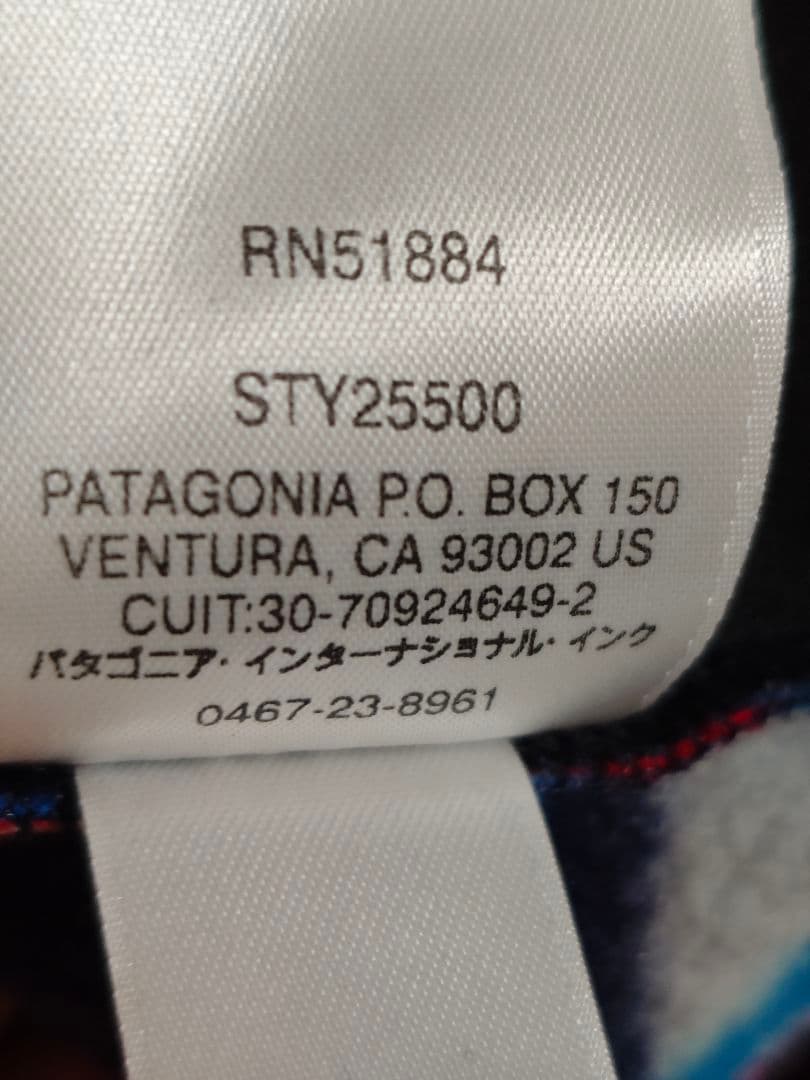 RN51884
STY25500
PATAGONIA P.O. BOX 150
VENTURA, CA 93002 US
CUIT:30-70924649-2
パタゴニア・インターナショナル・インク
0467-23-8961